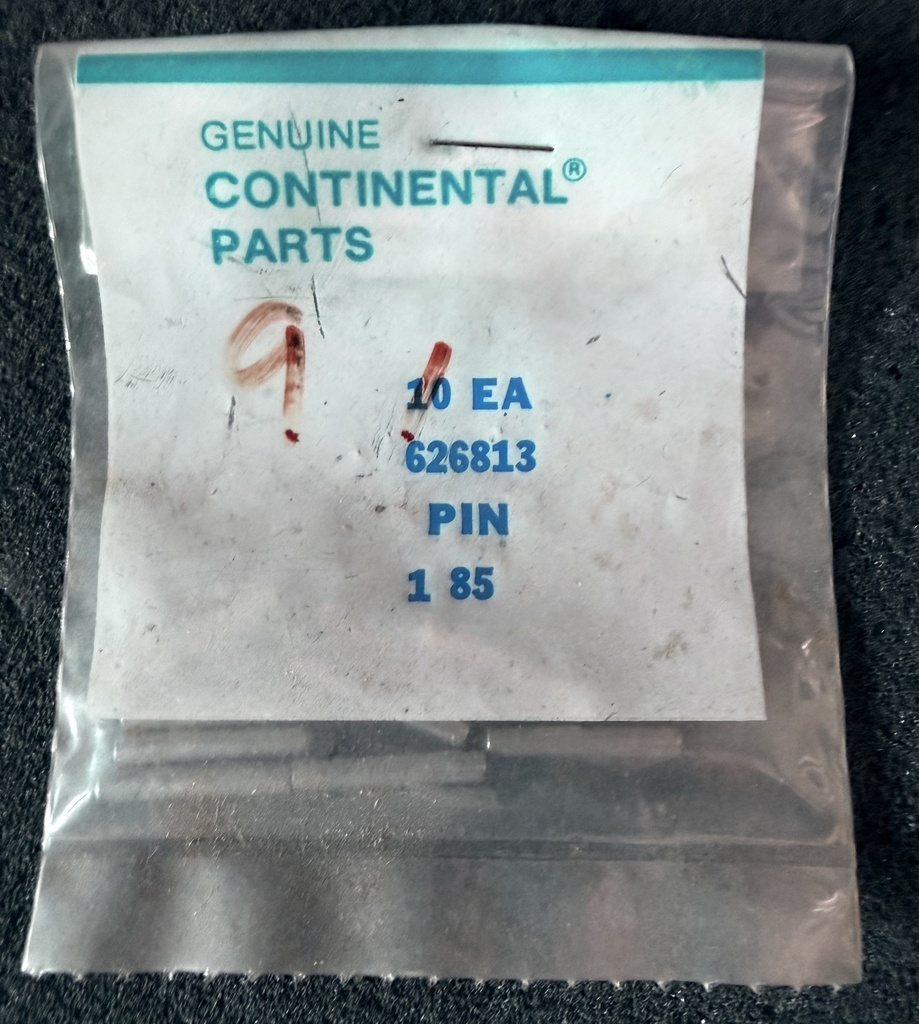 GENUINE
CONTINENTAL®
PARTS
9
10 EA
626813
PIN
1 85